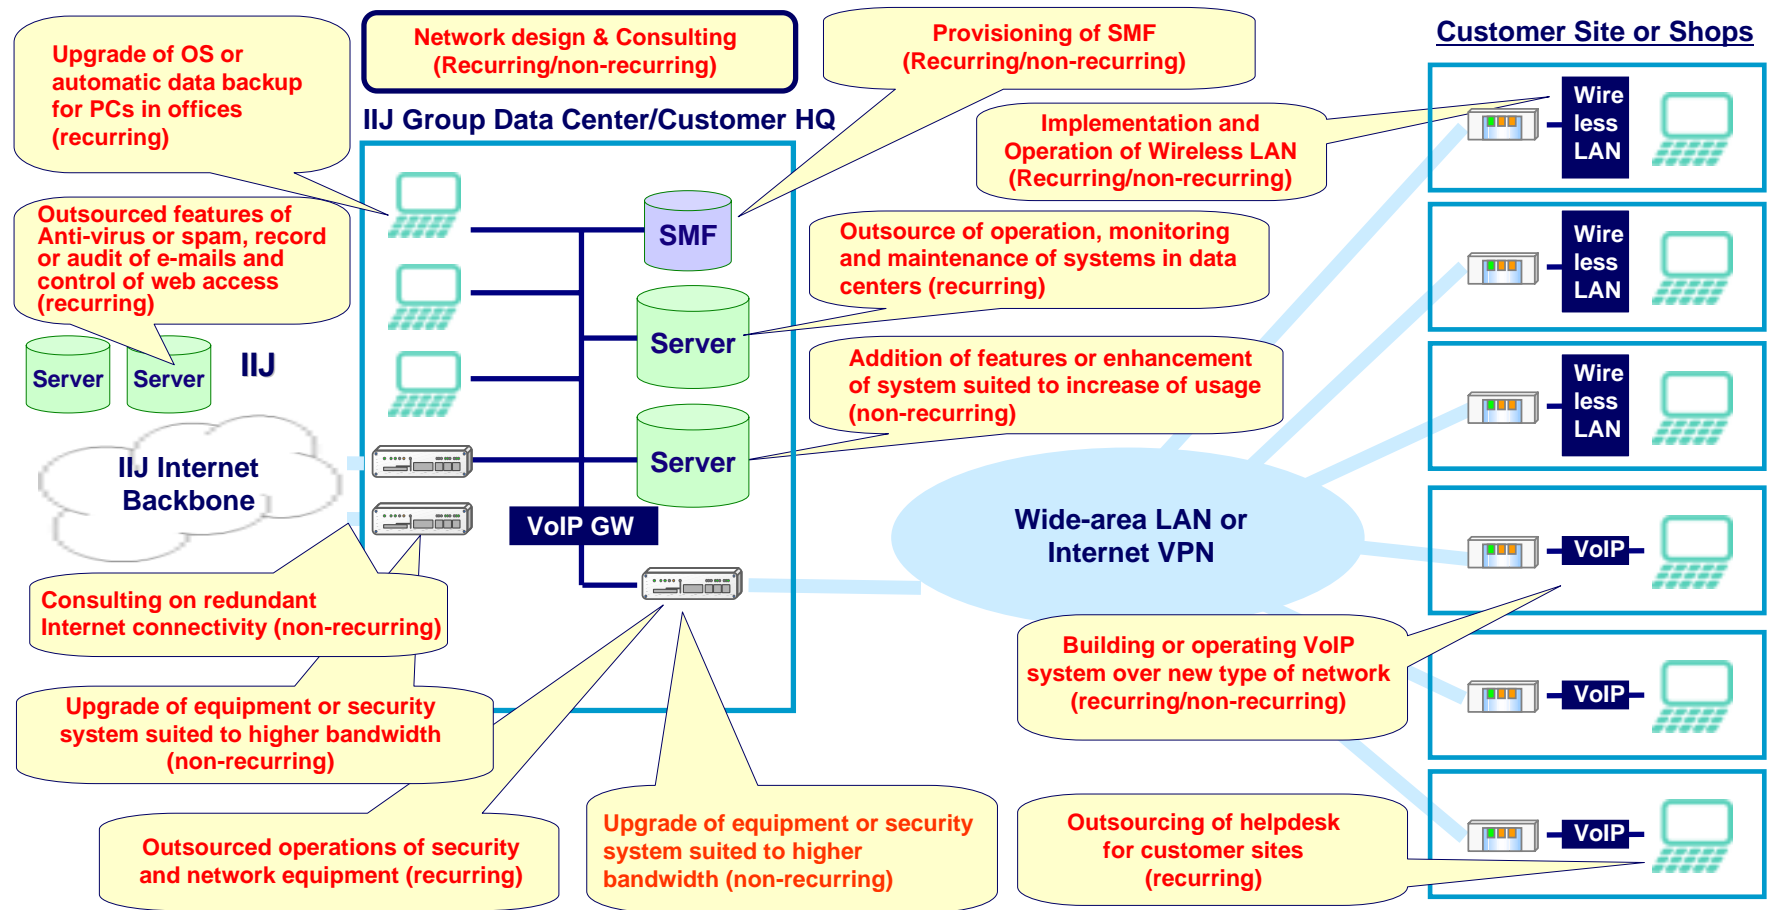 Upgrade of OS or
automatic data backup
for PCs in offices
(recurring)
Network design & Consulting
(Recurring/non-recurring)
Provisioning of SMF
(Recurring/non-recurring)
Customer Site or Shops
IIJ Group Data Center/Customer HQ
Implementation and
Operation of Wireless LAN
(Recurring/non-recurring)
Wire
less
LAN
Outsourced features of
Anti-virus or spam, record
or audit of e-mails and
control of web access
(recurring)
SMF
Outsource of operation, monitoring
and maintenance of systems in data
centers (recurring)
Wire
less
LAN
Server
Server
IIJ
Server
Addition of features or enhancement
of system suited to increase of usage
(non-recurring)
Wire
less
LAN
IIJ Internet
Backbone
Server
VoIP GW
Wide-area LAN or
Internet VPN
VoIP
Consulting on redundant
Internet connectivity (non-recurring)
Building or operating VoIP
system over new type of network
(recurring/non-recurring)
VoIP
Upgrade of equipment or security
system suited to higher bandwidth
(non-recurring)
Outsourced operations of security
and network equipment (recurring)
Upgrade of equipment or security
system suited to higher
bandwidth (non-recurring)
Outsourcing of helpdesk
for customer sites
(recurring)
VoIP